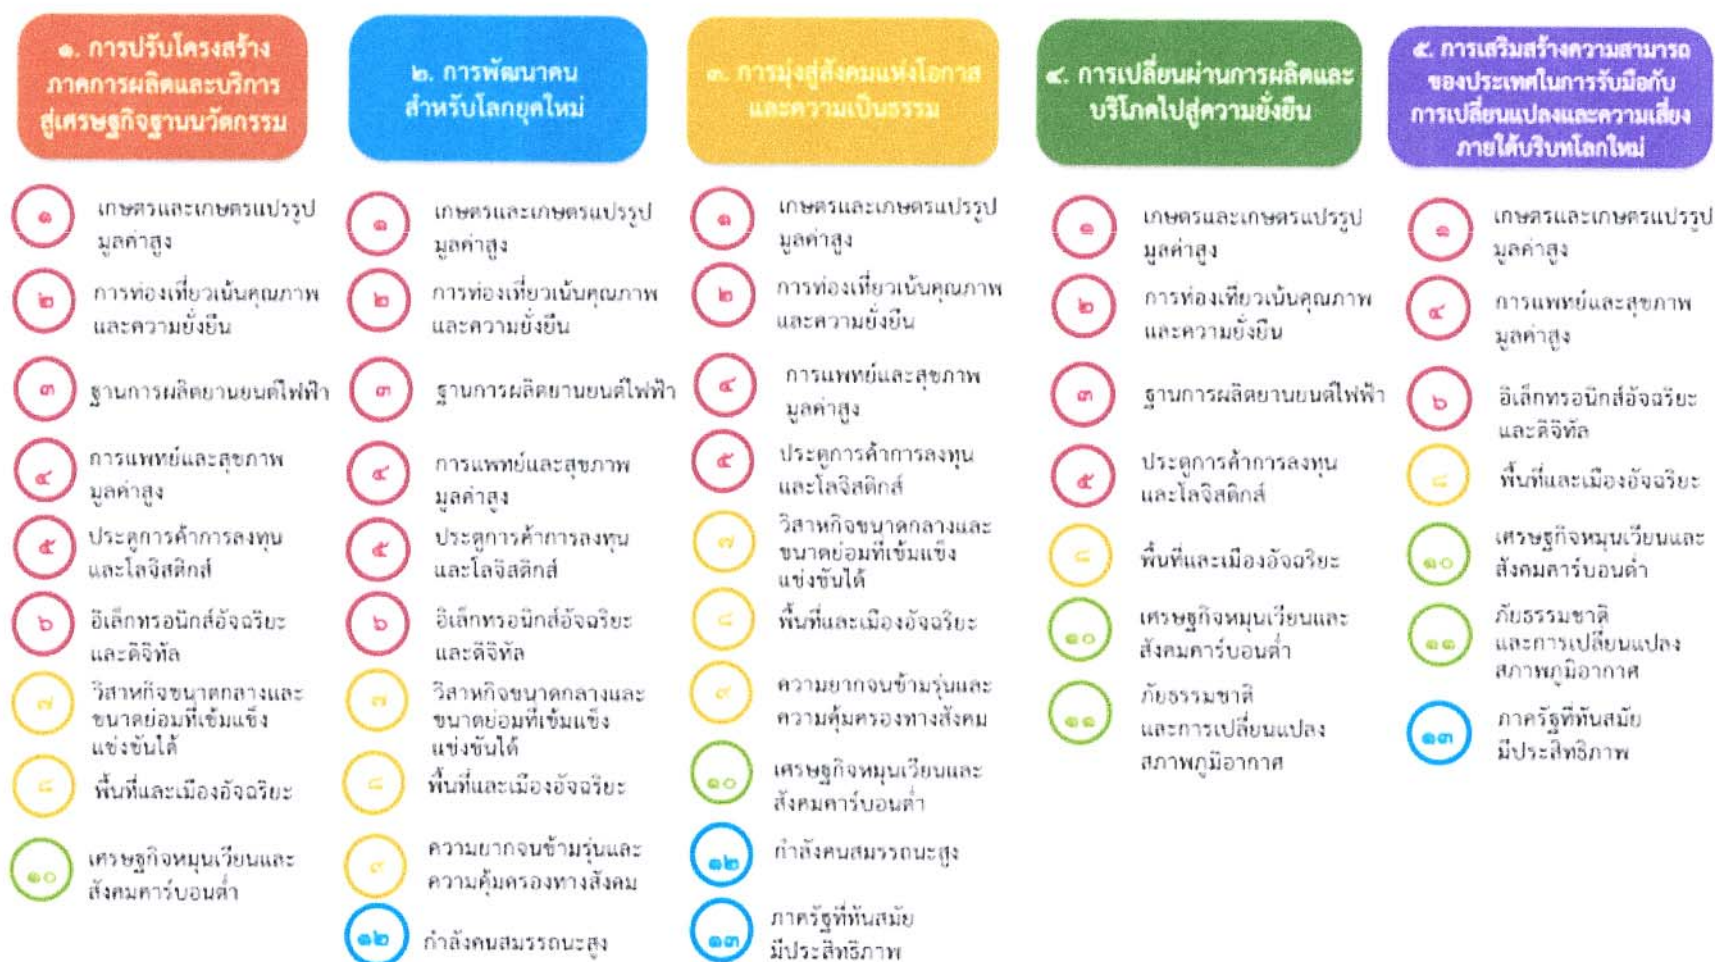 ๑. การปรับโครงสร้าง
ภาคการผลิตและบริการ
สู่เศรษฐกิจฐานนวัตกรรม
๑
เกษตรและเกษตรแปรรูป
มูลค่าสูง
๒
การท่องเที่ยวเน้นคุณภาพ
และความยั่งยืน
๓
ฐานการผลิตยานยนต์ไฟฟ้า
๔
การแพทย์และสุขภาพ
มูลค่าสูง
๕
ประตูการค้าการลงทุน
และโลจิสติกส์
๖
อิเล็กทรอนิกส์อัจฉริยะ
และดิจิทัล
๗
วิสาหกิจขนาดกลางและ
ขนาดย่อมที่เข้มแข็ง
แข่งขันได้
๘
พื้นที่และเมืองอัจฉริยะ
๑๐
เศรษฐกิจหมุนเวียนและ
สังคมคาร์บอนต่ำ
๒. การพัฒนาคน
สำหรับโลกยุคใหม่
๑
เกษตรและเกษตรแปรรูป
มูลค่าสูง
๒
การท่องเที่ยวเน้นคุณภาพ
และความยั่งยืน
๓
ฐานการผลิตยานยนต์ไฟฟ้า
๔
การแพทย์และสุขภาพ
มูลค่าสูง
๕
ประตูการค้าการลงทุน
และโลจิสติกส์
๖
อิเล็กทรอนิกส์อัจฉริยะ
และดิจิทัล
๗
วิสาหกิจขนาดกลางและ
ขนาดย่อมที่เข้มแข็ง
แข่งขันได้
๘
พื้นที่และเมืองอัจฉริยะ
๙
ความยากจนข้ามรุ่นและ
ความคุ้มครองทางสังคม
๑๒
กำลังคนสมรรถนะสูง
๓. การมุ่งสู่สังคมแห่งโอกาส
และความเป็นธรรม
๑
เกษตรและเกษตรแปรรูป
มูลค่าสูง
๒
การท่องเที่ยวเน้นคุณภาพ
และความยั่งยืน
๔
การแพทย์และสุขภาพ
มูลค่าสูง
๕
ประตูการค้าการลงทุน
และโลจิสติกส์
๗
วิสาหกิจขนาดกลางและ
ขนาดย่อมที่เข้มแข็ง
แข่งขันได้
๘
พื้นที่และเมืองอัจฉริยะ
๙
ความยากจนข้ามรุ่นและ
ความคุ้มครองทางสังคม
๑๐
เศรษฐกิจหมุนเวียนและ
สังคมคาร์บอนต่ำ
๑๒
กำลังคนสมรรถนะสูง
๑๓
ภาครัฐที่ทันสมัย
มีประสิทธิภาพ
๔. การเปลี่ยนผ่านการผลิตและ
บริโภคไปสู่ความยั่งยืน
๑
เกษตรและเกษตรแปรรูป
มูลค่าสูง
๒
การท่องเที่ยวเน้นคุณภาพ
และความยั่งยืน
๓
ฐานการผลิตยานยนต์ไฟฟ้า
๕
ประตูการค้าการลงทุน
และโลจิสติกส์
๘
พื้นที่และเมืองอัจฉริยะ
๑๐
เศรษฐกิจหมุนเวียนและ
สังคมคาร์บอนต่ำ
๑๑
ภัยธรรมชาติ
และการเปลี่ยนแปลง
สภาพภูมิอากาศ
๕. การเสริมสร้างความสามารถ
ของประเทศในการรับมือกับ
การเปลี่ยนแปลงและความเสี่ยง
ภายใต้บริบทโลกใหม่
๑
เกษตรและเกษตรแปรรูป
มูลค่าสูง
๔
การแพทย์และสุขภาพ
มูลค่าสูง
๖
อิเล็กทรอนิกส์อัจฉริยะ
และดิจิทัล
๘
พื้นที่และเมืองอัจฉริยะ
๑๐
เศรษฐกิจหมุนเวียนและ
สังคมคาร์บอนต่ำ
๑๑
ภัยธรรมชาติ
และการเปลี่ยนแปลง
สภาพภูมิอากาศ
๑๓
ภาครัฐที่ทันสมัย
มีประสิทธิภาพ